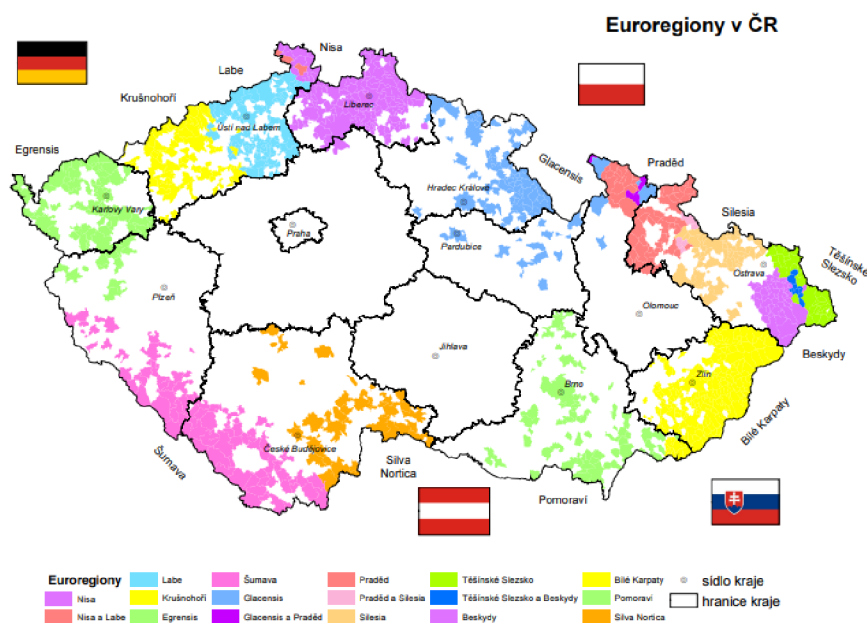 Euroregiony v ČR
Nisa
Labe
Krušnohoří
Liberec
Ústí nad Labem
Egrensis
Karlovy Vary
Glacensis
Praděd
Hradec Králové
Silesia
Praha
Pardubice
Těšínské
Slezsko
Ostrava
Plzeň
Olomouc
Jihlava
Beskydy
Zlín
Brno
Bílé Karpaty
České Budějovice
Šumava
Silva
Nortica
Pomoraví
Euroregiony
Nisa
Nisa a Labe
Labe
Krušnohoří
Egrensis
Šumava
Glacensis
Glacensis a Praděd
Praděd
Praděd a Silesia
Silesia
Těšínské Slezsko
Těšínské Slezsko a Beskydy
Beskydy
Bílé Karpaty
Pomoraví
Silva Nortica
sídlo kraje
hranice kraje